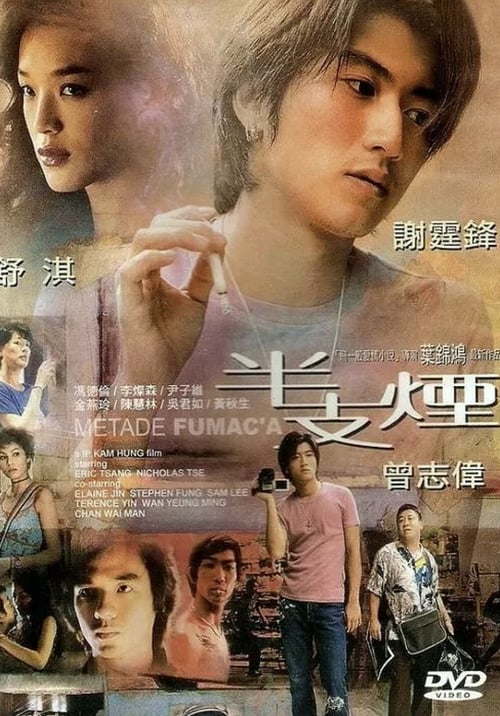 謝霆鋒
舒淇
葉錦鴻
半支煙
馮德倫/李燦森/尹子維
金燕玲/陳慧林/吳君如/黃秋生
METADE FUMAC'A
曾志偉
a IP KAM HUNG film
starring
ERIC TSANG NICHOLAS TSE
co-starring
ELAINE JIN STEPHEN FUNG SAM LEE
TERENCE YIN WAN YEUNG MING
CHAN WAI MAN
DVD
VIDEO